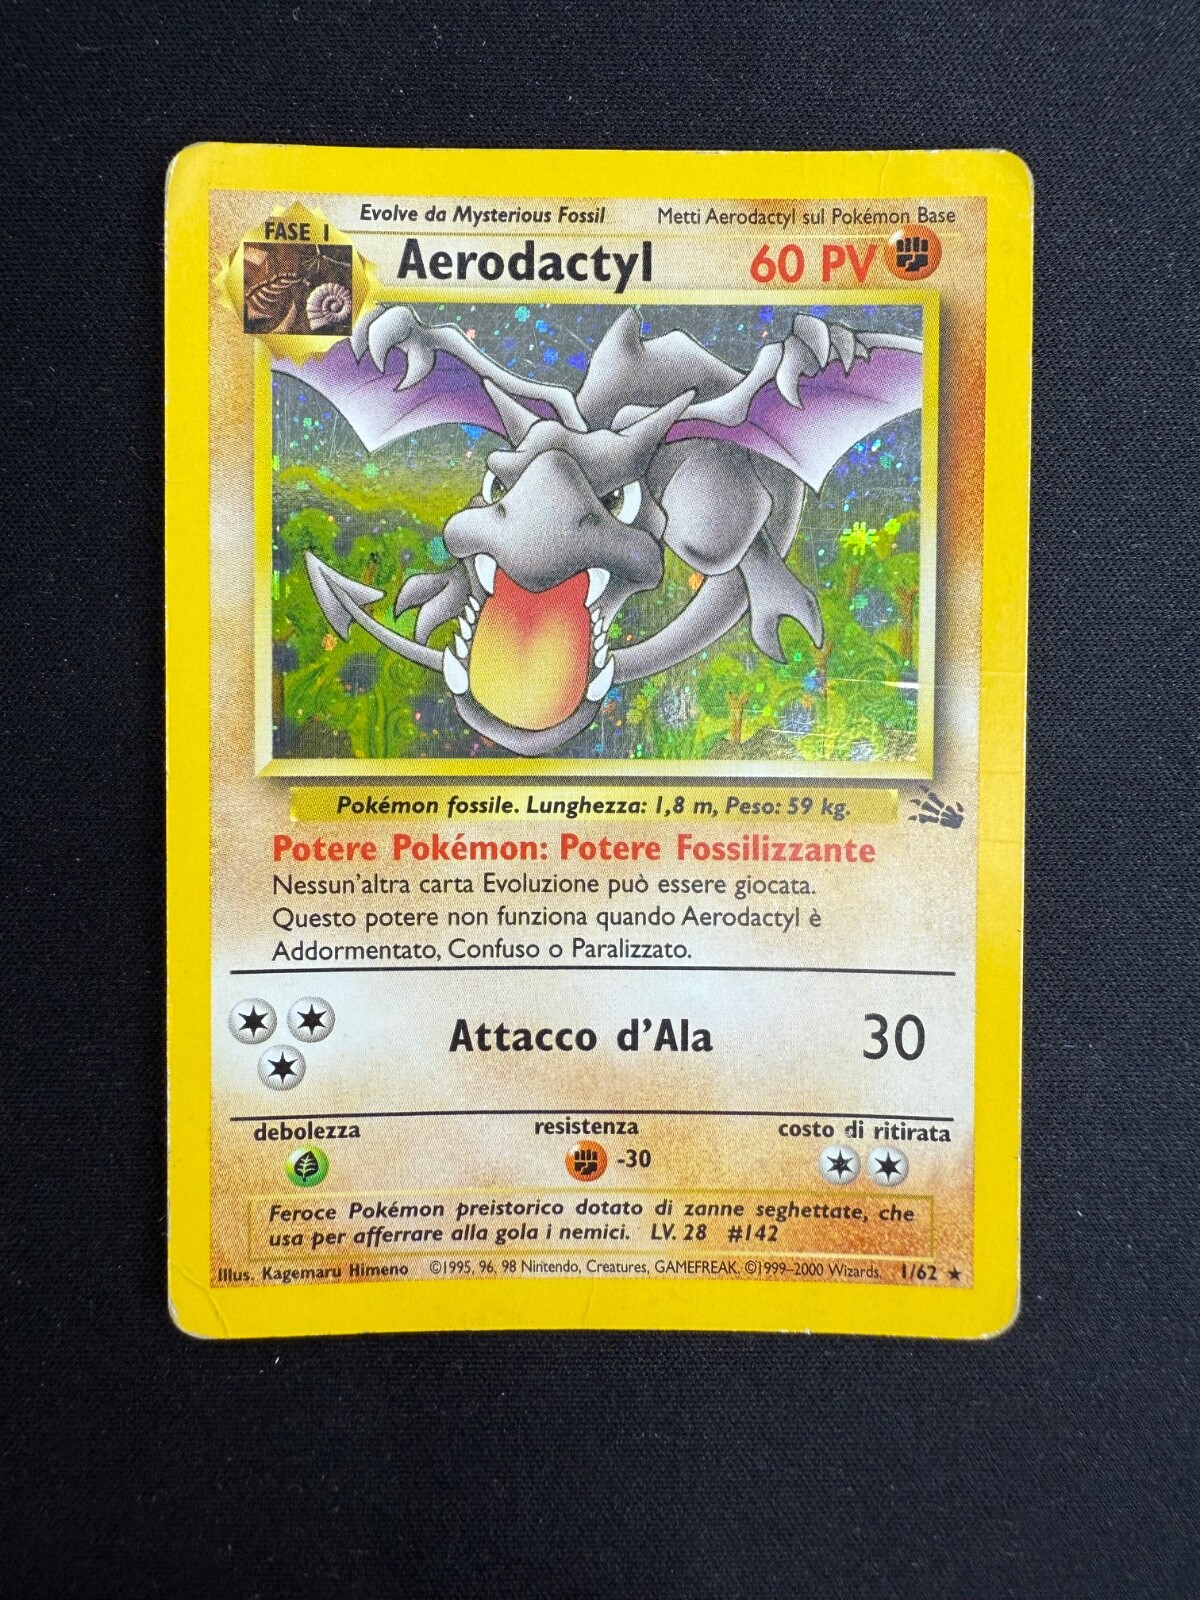 Evolve da Mysterious Fossil Metti Aerodactyl sul Pokémon Base
FASE 1
Aerodactyl 60 PV
Pokémon fossile. Lunghezza: 1,8 m, Peso: 59 kg.
Potere Pokémon: Potere Fossilizzante
Nessun'altra carta Evoluzione può essere giocata.
Questo potere non funziona quando Aerodactyl è
Addormentato, Confuso o Paralizzato.
Attacco d'Ala 30
debolezza resistenza costo di ritirata
-30
Feroce Pokémon preistorico dotato di zanne seghettate, che
usa per afferrare alla gola i nemici. LV. 28 #142
Illus. Kagemaru Himeno ©1995, 96, 98 Nintendo, Creatures, GAMEFREAK. ©1999–2000 Wizards. 1/62 ★